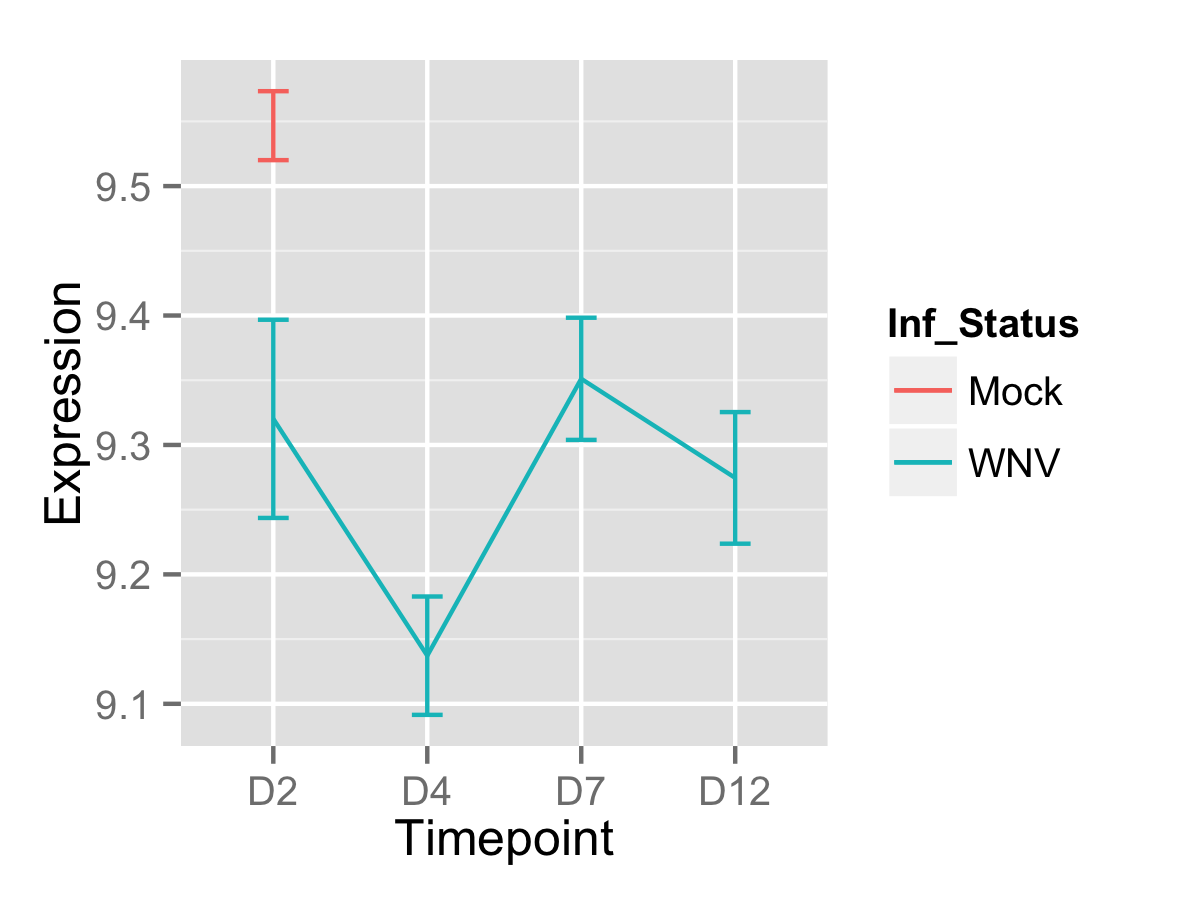 Expression
9.5
9.4
9.3
9.2
9.1
D2 D4 D7 D12
Timepoint
Inf_Status
Mock
WNV